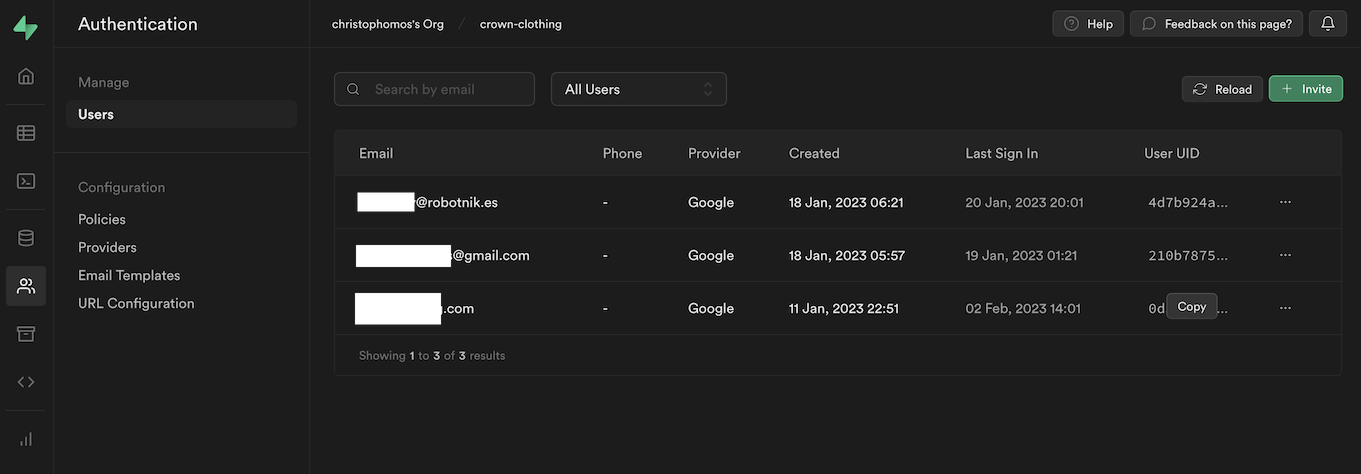 Authentication
christophomos's Org / crown-clothing
Help
Feedback on this page?
Manage
Users
Configuration
Policies
Providers
Email Templates
URL Configuration
Search by email
All Users
Reload
+ Invite
Email Phone Provider Created Last Sign In User UID
@robotnik.es - Google 18 Jan, 2023 06:21 20 Jan, 2023 20:01 4d7b924a... ...
@gmail.com - Google 18 Jan, 2023 05:57 19 Jan, 2023 01:21 210b7875... ...
.com - Google 11 Jan, 2023 22:51 02 Feb, 2023 14:01 0d Copy ... ...
Showing 1 to 3 of 3 results